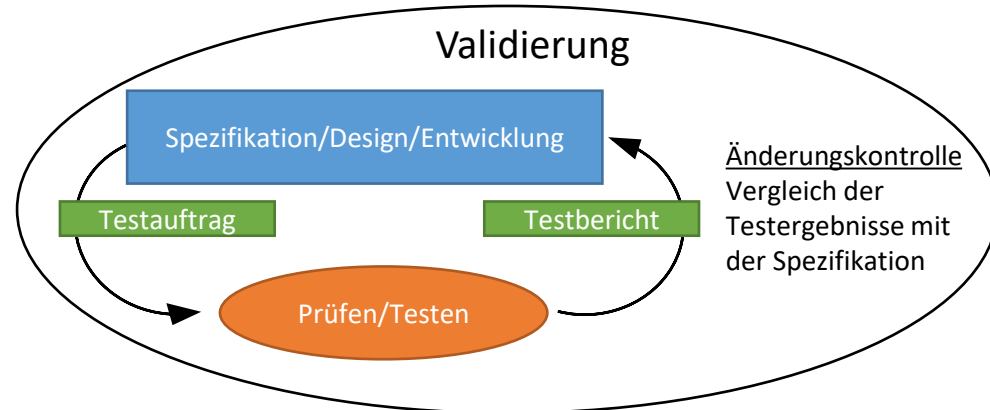 Validierung
Spezifikation/Design/Entwicklung
Testauftrag
Testbericht
Prüfen/Testen
Änderungskontrolle
Vergleich der
Testergebnisse mit
der Spezifikation